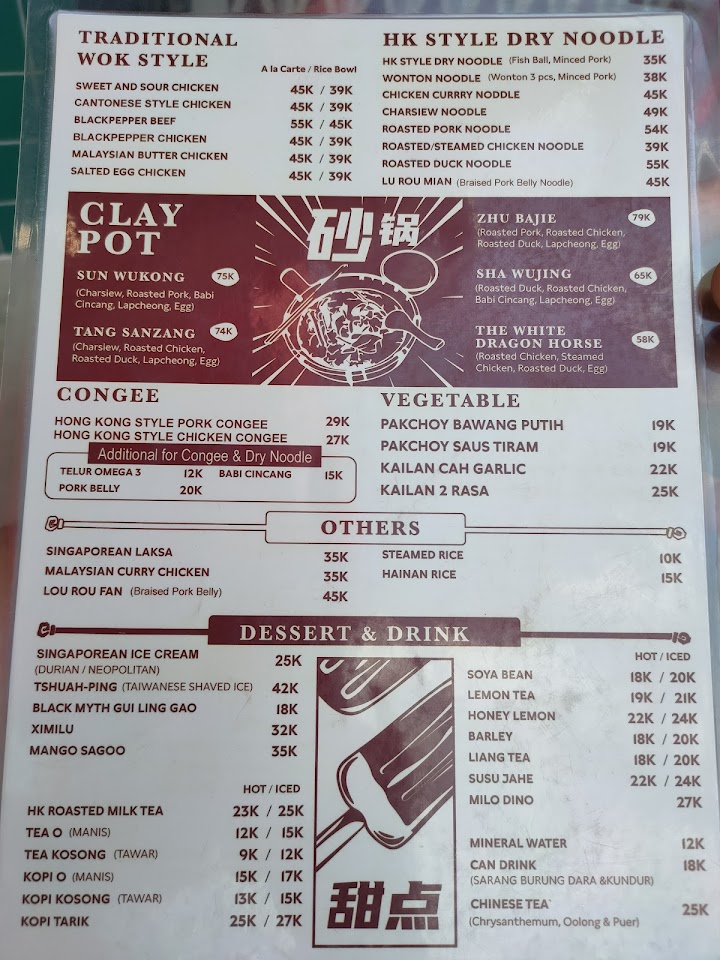 TRADITIONAL
WOK STYLE
A la Carte / Rice Bowl
SWEET AND SOUR CHICKEN 45K / 39K
CANTONESE STYLE CHICKEN 45K / 39K
BLACKPEPPER BEEF 55K / 45K
BLACKPEPPER CHICKEN 45K / 39K
MALAYSIAN BUTTER CHICKEN 45K / 39K
SALTED EGG CHICKEN 45K / 39K
HK STYLE DRY NOODLE
HK STYLE DRY NOODLE (Fish Ball, Minced Pork) 35K
WONTON NOODLE (Wonton 3 pcs, Minced Pork) 38K
CHICKEN CURRRY NODDLE 45K
CHARSIEW NOODLE 49K
ROASTED PORK NOODLE 54K
ROASTED/STEAMED CHICKEN NOODLE 39K
ROASTED DUCK NOODLE 55K
LU ROU MIAN (Braised Pork Belly Noodle) 45K
CLAY
POT
砂锅
SUN WUKONG 75K
(Charsiew, Roasted Pork, Babi
Cincang, Lapcheong, Egg)
TANG SANZANG 74K
(Charsiew, Roasted Chicken,
Roasted Duck, Lapcheong, Egg)
ZHU BAJIE 79K
(Roasted Pork, Roasted Chicken,
Roasted Duck, Lapcheong, Egg)
SHA WUJING 65K
(Roasted Duck, Roasted Chicken,
Babi Cincang, Lapcheong, Egg)
THE WHITE
DRAGON HORSE 58K
(Roasted Chicken, Steamed
Chicken, Roasted Duck, Egg)
CONGEE
HONG KONG STYLE PORK CONGEE 29K
HONG KONG STYLE CHICKEN CONGEE 27K
Additional for Congee & Dry Noodle
TELUR OMEGA 3 12K BABI CINCANG 15K
PORK BELLY 20K
VEGETABLE
PAKCHOY BAWANG PUTIH 19K
PAKCHOY SAUS TIRAM 19K
KAILAN CAH GARLIC 22K
KAILAN 2 RASA 25K
OTHERS
SINGAPOREAN LAKSA 35K
MALAYSIAN CURRY CHICKEN 35K
LOU ROU FAN (Braised Pork Belly) 45K
STEAMED RICE 10K
HAINAN RICE 15K
DESSERT & DRINK
SINGAPOREAN ICE CREAM 25K
(DURIAN / NEOPOLITAN)
TSHUAH-PING (TAIWANESE SHAVED ICE) 42K
BLACK MYTH GUI LING GAO 18K
XIMILU 32K
MANGO SAGOO 35K
HOT / ICED
HK ROASTED MILK TEA 23K / 25K
TEA O (MANIS) 12K / 15K
TEA KOSONG (TAWAR) 9K / 12K
KOPI O (MANIS) 15K / 17K
KOPI KOSONG (TAWAR) 13K / 15K
KOPI TARIK 25K / 27K
甜点
HOT / ICED
SOYA BEAN 18K / 20K
LEMON TEA 19K / 21K
HONEY LEMON 22K / 24K
BARLEY 18K / 20K
LIANG TEA 18K / 20K
SUSU JAHE 22K / 24K
MILO DINO 27K
MINERAL WATER 12K
CAN DRINK 18K
(SARANG BURUNG DARA &KUNDUR)
CHINESE TEA* 25K
(Chrysanthemum, Oolong & Puer)